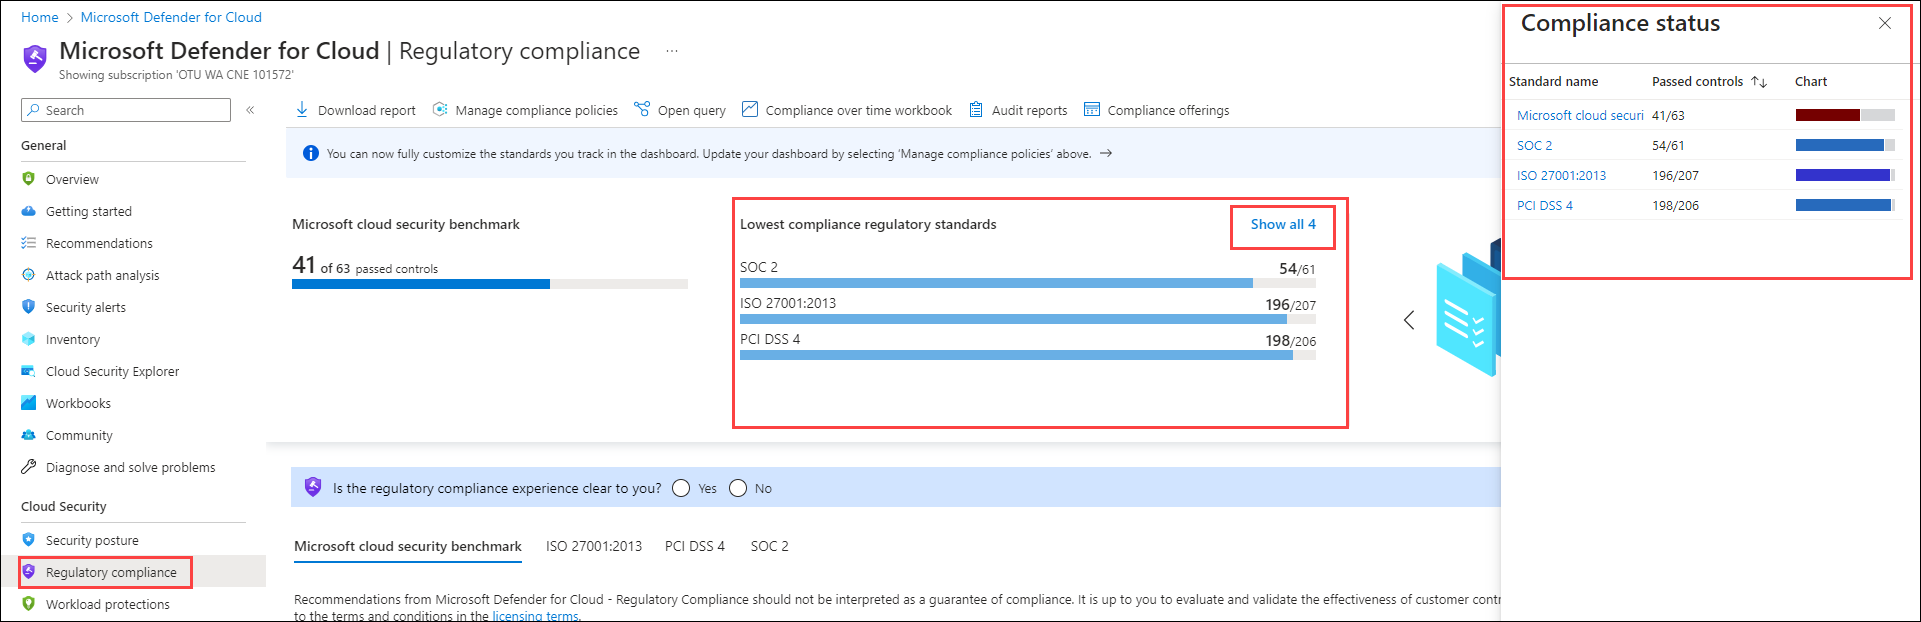 Home > Microsoft Defender for Cloud
Microsoft Defender for Cloud | Regulatory compliance ...
Showing subscription 'OTU WA CNE 101572'
Search «
General
Overview
Getting started
Recommendations
Attack path analysis
Security alerts
Inventory
Cloud Security Explorer
Workbooks
Community
Diagnose and solve problems
Cloud Security
Security posture
Regulatory compliance
Workload protections
Download report Manage compliance policies Open query Compliance over time workbook Audit reports Compliance offerings
You can now fully customize the standards you track in the dashboard. Update your dashboard by selecting 'Manage compliance policies' above. →
Microsoft cloud security benchmark
41 of 63 passed controls
Lowest compliance regulatory standards Show all 4
SOC 2 54/61
ISO 27001:2013 196/207
PCI DSS 4 198/206
Is the regulatory compliance experience clear to you? Yes No
Microsoft cloud security benchmark ISO 27001:2013 PCI DSS 4 SOC 2
Recommendations from Microsoft Defender for Cloud - Regulatory Compliance should not be interpreted as a guarantee of compliance. It is up to you to evaluate and validate the effectiveness of customer contr
to the terms and conditions in the licensing terms.
Compliance status
Standard name Passed controls ↑↓ Chart
Microsoft cloud securi 41/63
SOC 2 54/61
ISO 27001:2013 196/207
PCI DSS 4 198/206